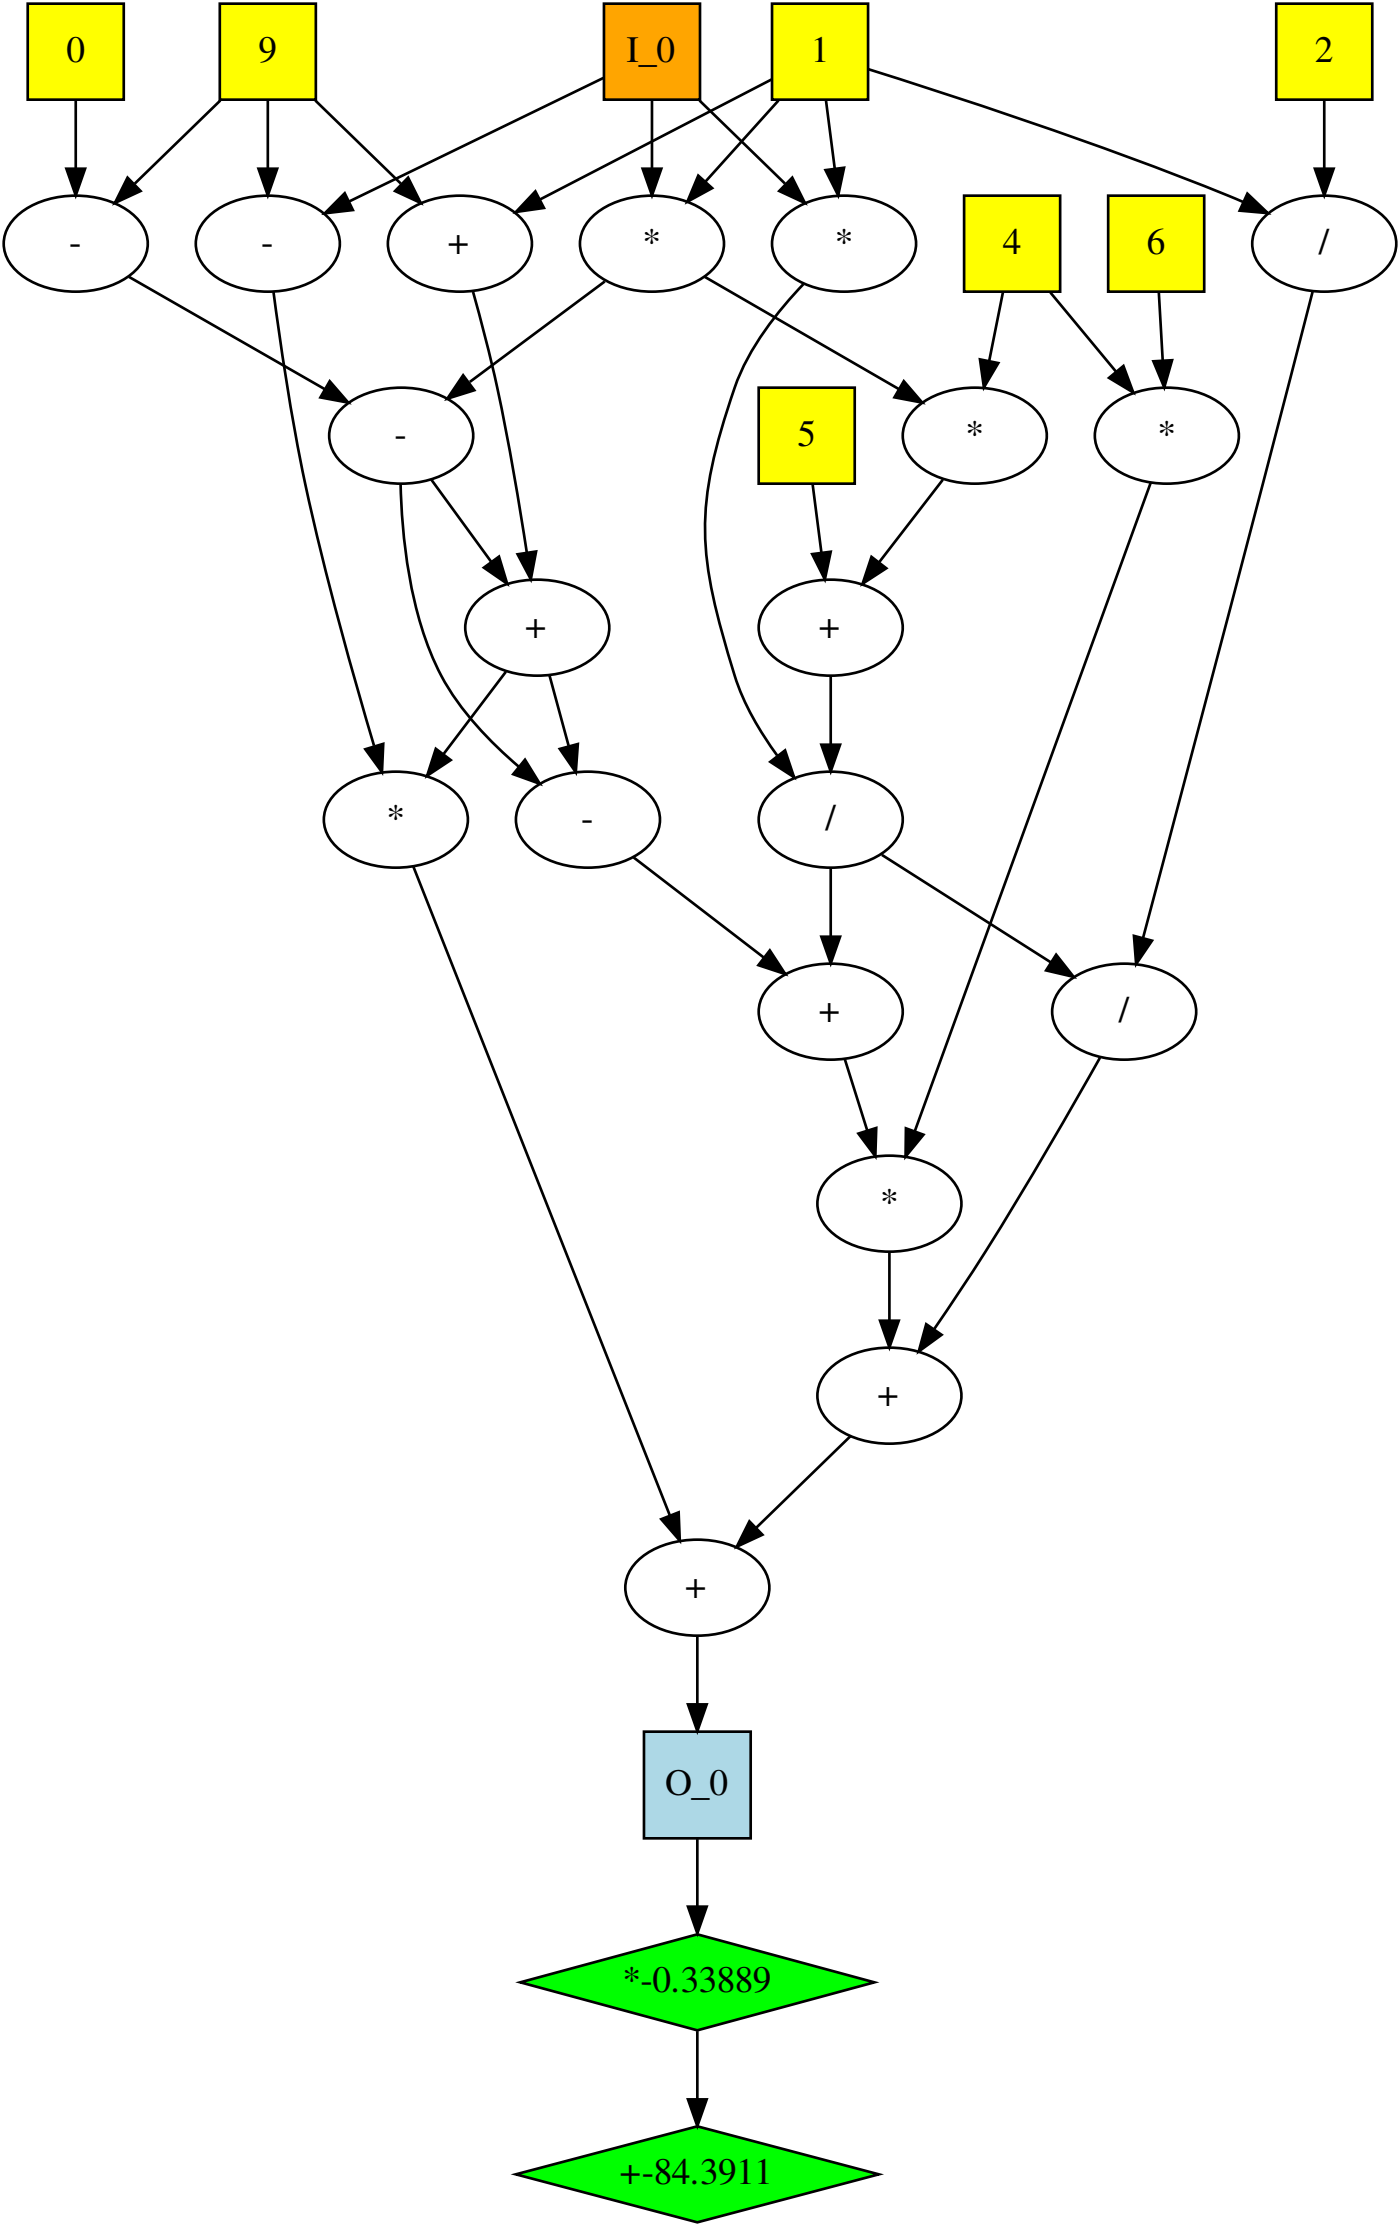 0 9 I_0 1 2
- - + * * 4 6 /
- 5 * *
+ +
* - /
+ /
*
+
+
O_0
*-0.33889
+-84.3911